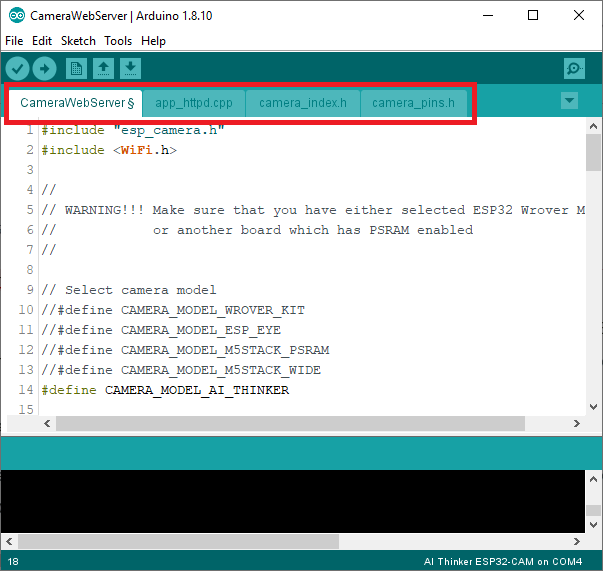 CameraWebServer | Arduino 1.8.10
File Edit Sketch Tools Help
CameraWebServer § app_httpd.cpp camera_index.h camera_pins.h
1 #include "esp_camera.h"
2 #include <WiFi.h>
3
4 //
5 // WARNING!!! Make sure that you have either selected ESP32 Wrover M
6 //            or another board which has PSRAM enabled
7 //
8
9 // Select camera model
10 //#define CAMERA_MODEL_WROVER_KIT
11 //#define CAMERA_MODEL_ESP_EYE
12 //#define CAMERA_MODEL_M5STACK_PSRAM
13 //#define CAMERA_MODEL_M5STACK_WIDE
14 #define CAMERA_MODEL_AI_THINKER
15
18 AI Thinker ESP32-CAM on COM4